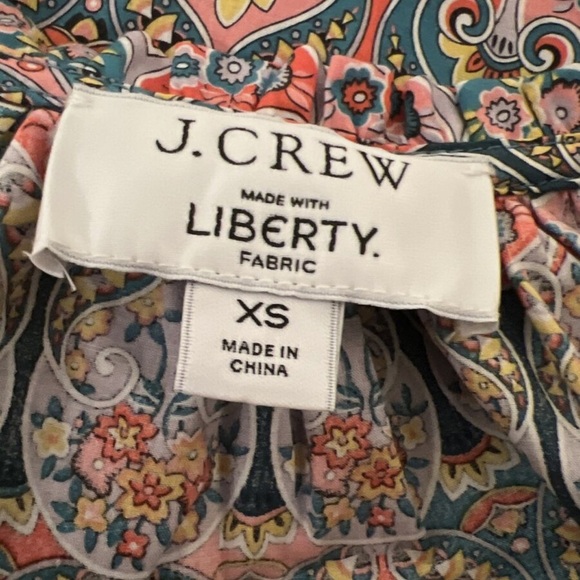 J.CREW
MADE WITH
LIBERTY.
FABRIC
XS
MADE IN
CHINA